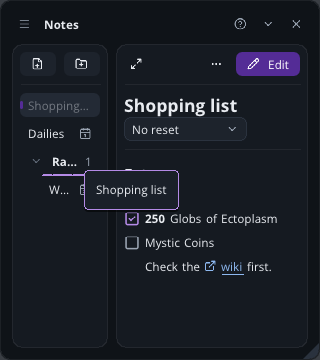 Notes
Edit
Shopping...
Shopping list
No reset
Dailies
Ra... 1
W...
Shopping list
250 Globs of Ectoplasm
Mystic Coins
Check the wiki first.